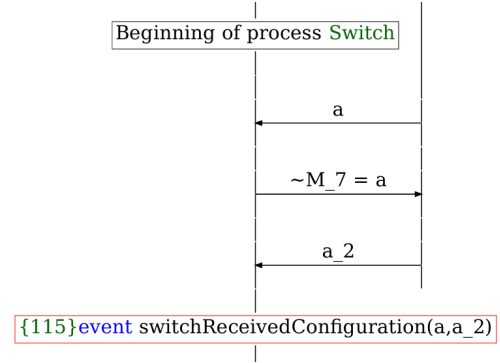 Beginning of process Switch
a
~M_7 = a
a_2
{115}event switchReceivedConfiguration(a,a_2)